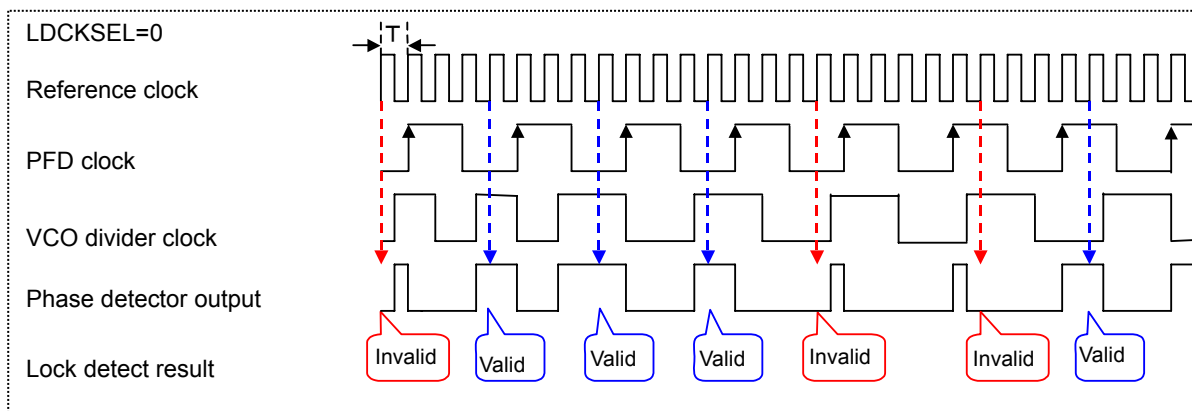 LDCKSEL=0
T
Reference clock
PFD clock
VCO divider clock
Phase detector output
Invalid Valid Valid Valid Invalid Invalid Valid
Lock detect result